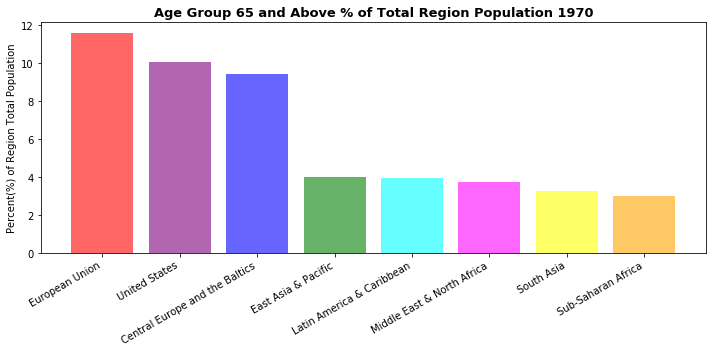 Age Group 65 and Above % of Total Region Population 1970
Percent(%) of Region Total Population
12
10
8
6
4
2
0
European Union
United States
Central Europe and the Baltics
East Asia & Pacific
Latin America & Caribbean
Middle East & North Africa
South Asia
Sub-Saharan Africa